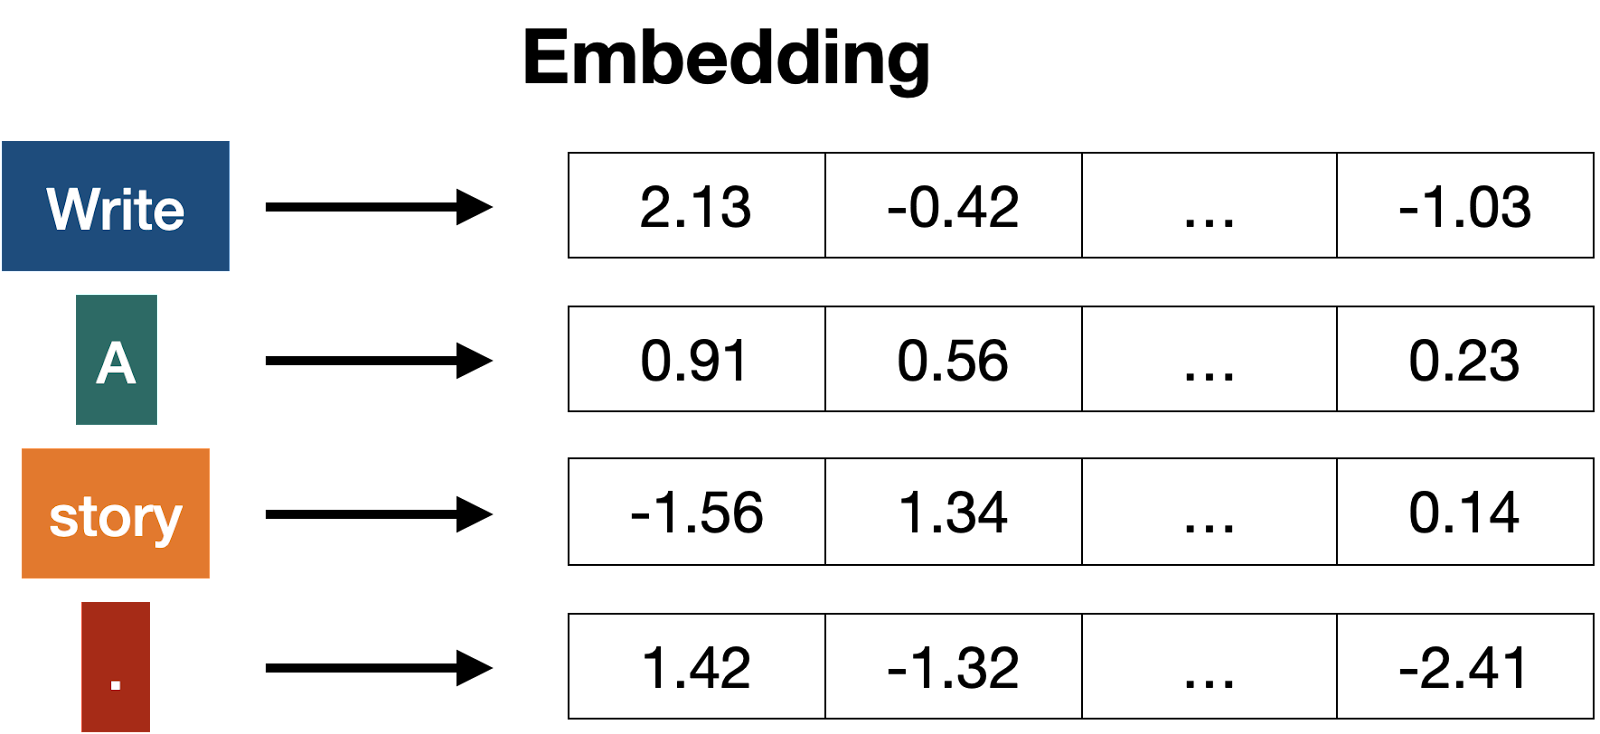 Embedding
Write 2.13 -0.42 ... -1.03
A 0.91 0.56 ... 0.23
story -1.56 1.34 ... 0.14
. 1.42 -1.32 ... -2.41